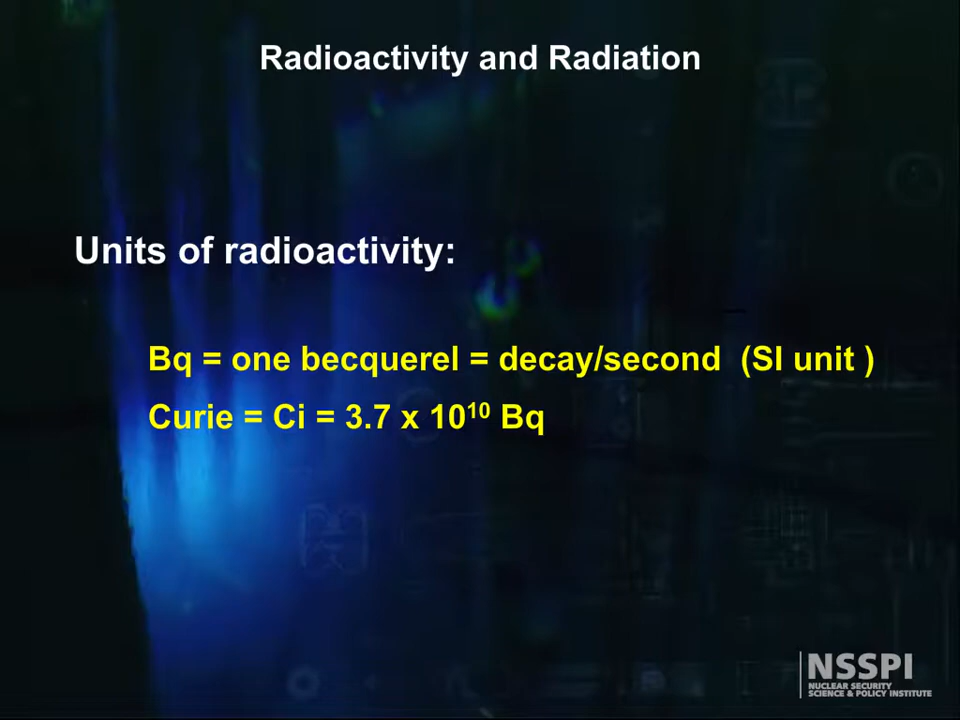 Radioactivity and Radiation
Units of radioactivity:
Bq = one becquerel = decay/second (SI unit )
Curie = Ci = 3.7 x 10¹⁰ Bq
NSSPI
NUCLEAR SECURITY
SCIENCE & POLICY INSTITUTE